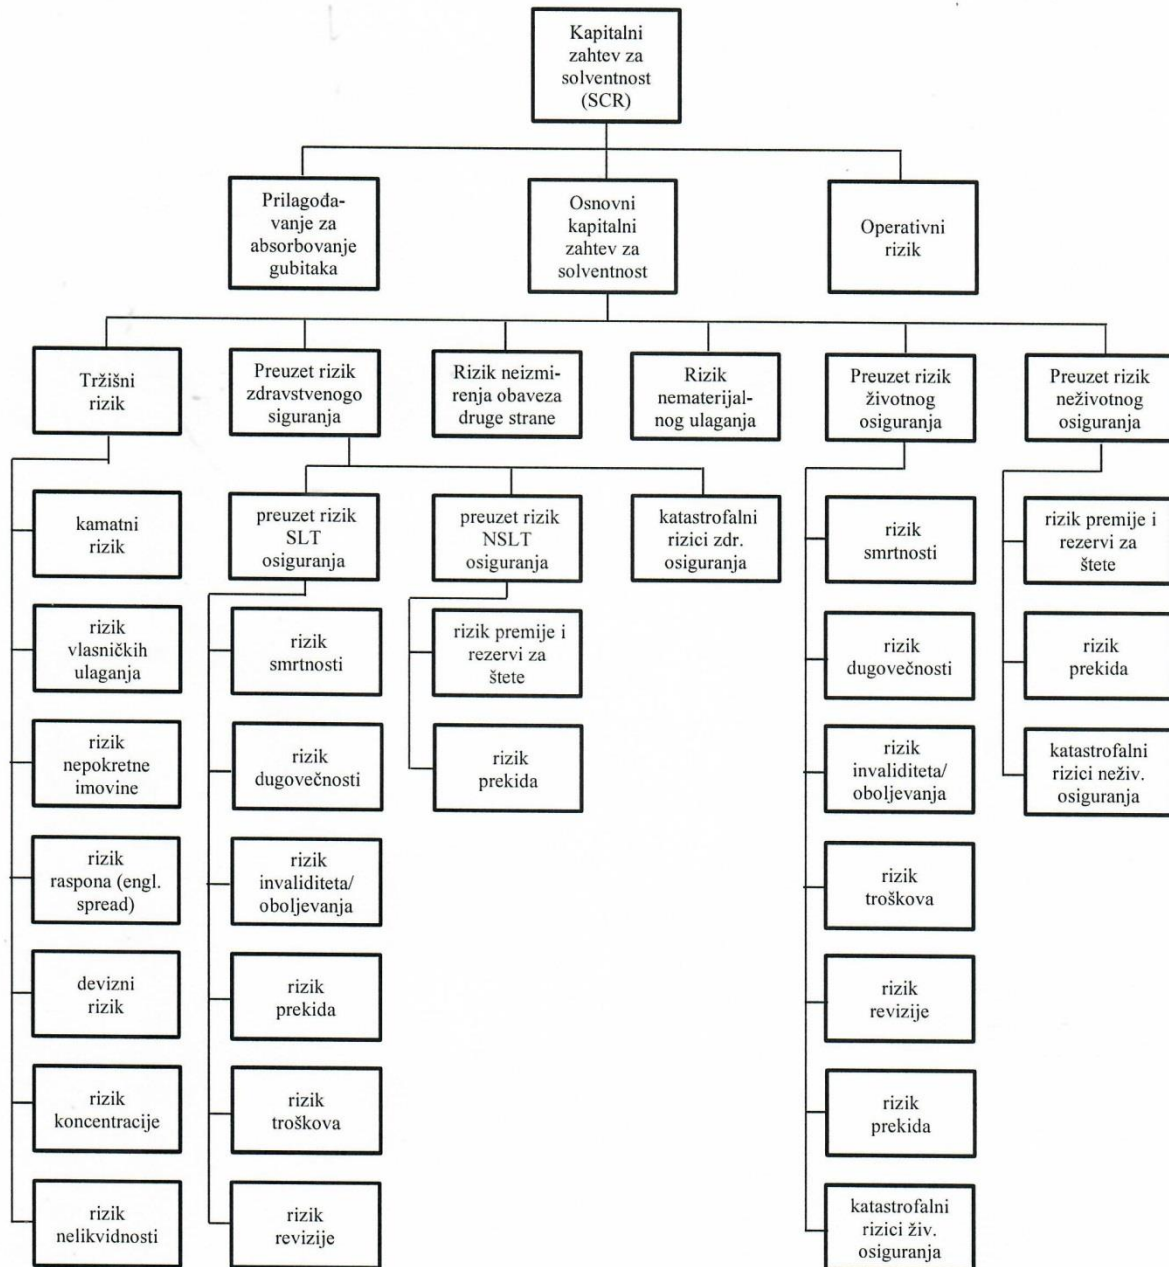 Kapitalni
zahtev za
solventnost
(SCR)
Prilagođa-
vanje za
absorbovanje
gubitaka
Osnovni
kapitalni
zahtev za
solventnost
Operativni
rizik
Tržišni
rizik
Preuzet rizik
zdravstvenogo
siguranja
Rizik neizmi-
renja obaveza
druge strane
Rizik
nematerijal-
nog ulaganja
Preuzet rizik
životnog
osiguranja
Preuzet rizik
neživotnog
osiguranja
kamatni
rizik
rizik
vlasničkih
ulaganja
rizik
nepokretne
imovine
rizik
raspona (engl.
spread)
devizni
rizik
rizik
koncentracije
rizik
nelikvidnosti
preuzet rizik
SLT
osiguranja
rizik
smrtnosti
rizik
dugovečnosti
rizik
invaliditeta/
oboljevanja
rizik
prekida
rizik
troškova
rizik
revizije
preuzet rizik
NSLT
osiguranja
rizik premije i
rezervi za
štete
rizik
prekida
katastrofalni
rizici zdr.
osiguranja
rizik
smrtnosti
rizik
dugovečnosti
rizik
invaliditeta/
oboljevanja
rizik
troškova
rizik
revizije
rizik
prekida
katastrofalni
rizici živ.
osiguranja
rizik premije i
rezervi za
štete
rizik
prekida
katastrofalni
rizici neživ.
osiguranja